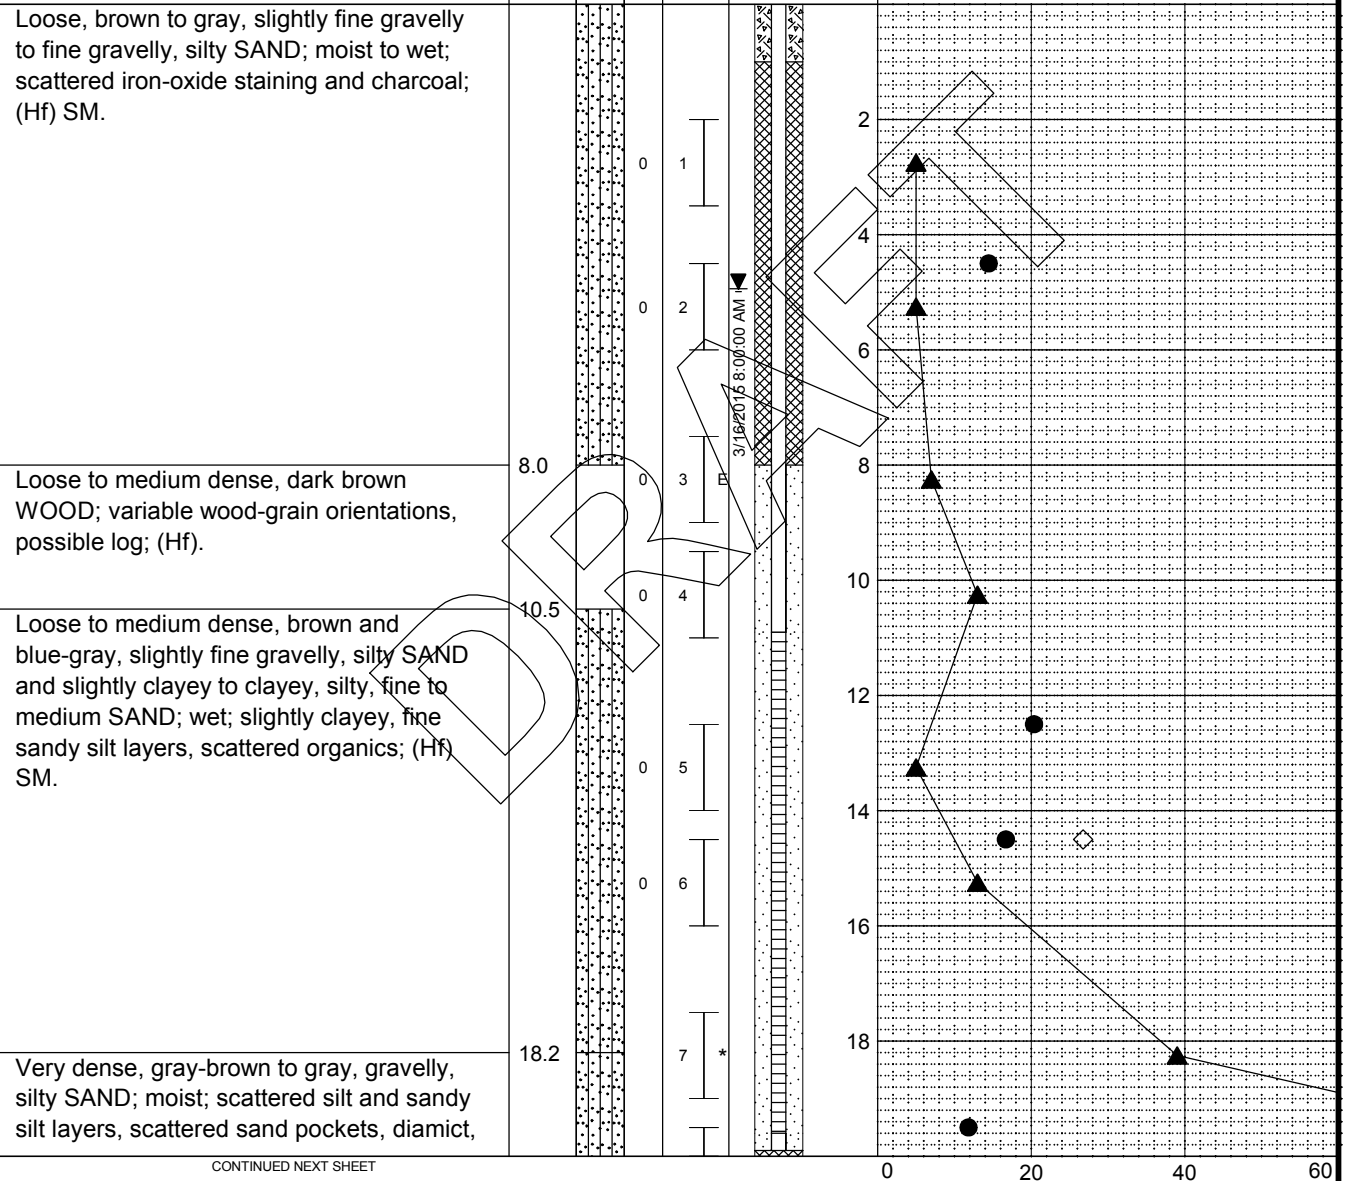 Loose, brown to gray, slightly fine gravelly
to fine gravelly, silty SAND; moist to wet;
scattered iron-oxide staining and charcoal;
(Hf) SM.
Loose to medium dense, dark brown
WOOD; variable wood-grain orientations,
possible log; (Hf).
Loose to medium dense, brown and
blue-gray, slightly fine gravelly, silty SAND
and slightly clayey to clayey, silty, fine to
medium SAND; wet; slightly clayey, fine
sandy silt layers, scattered organics; (Hf)
SM.
Very dense, gray-brown to gray, gravelly,
silty SAND; moist; scattered silt and sandy
silt layers, scattered sand pockets, diamict,
CONTINUED NEXT SHEET
8.0
10.5
18.2
0 1
0 2
0 3 E
0 4
0 5
0 6
7 *
3/16/2015 8:00:00 AM
DRAFT
2
4
6
8
10
12
14
16
18
0 20 40 60